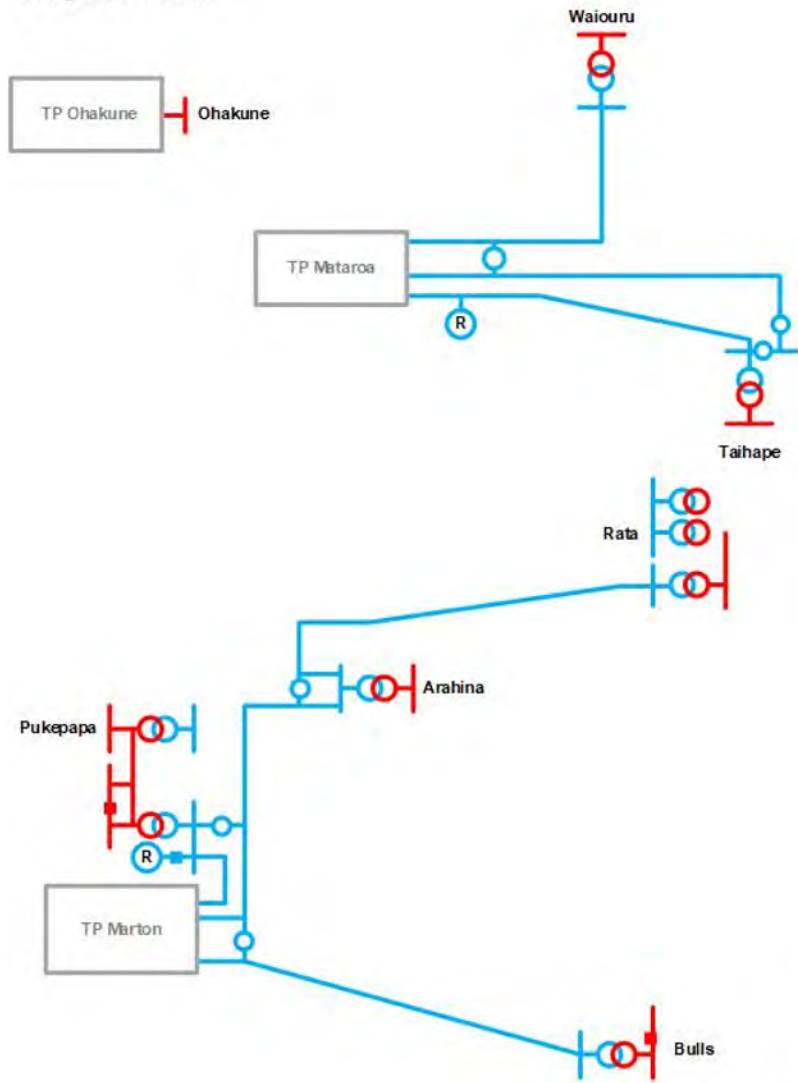 Waiouru
TP Ohakune
Ohakune
TP Mataroa
R
Taihape
Rata
Arahina
Pukepapa
R
TP Marton
Bulls